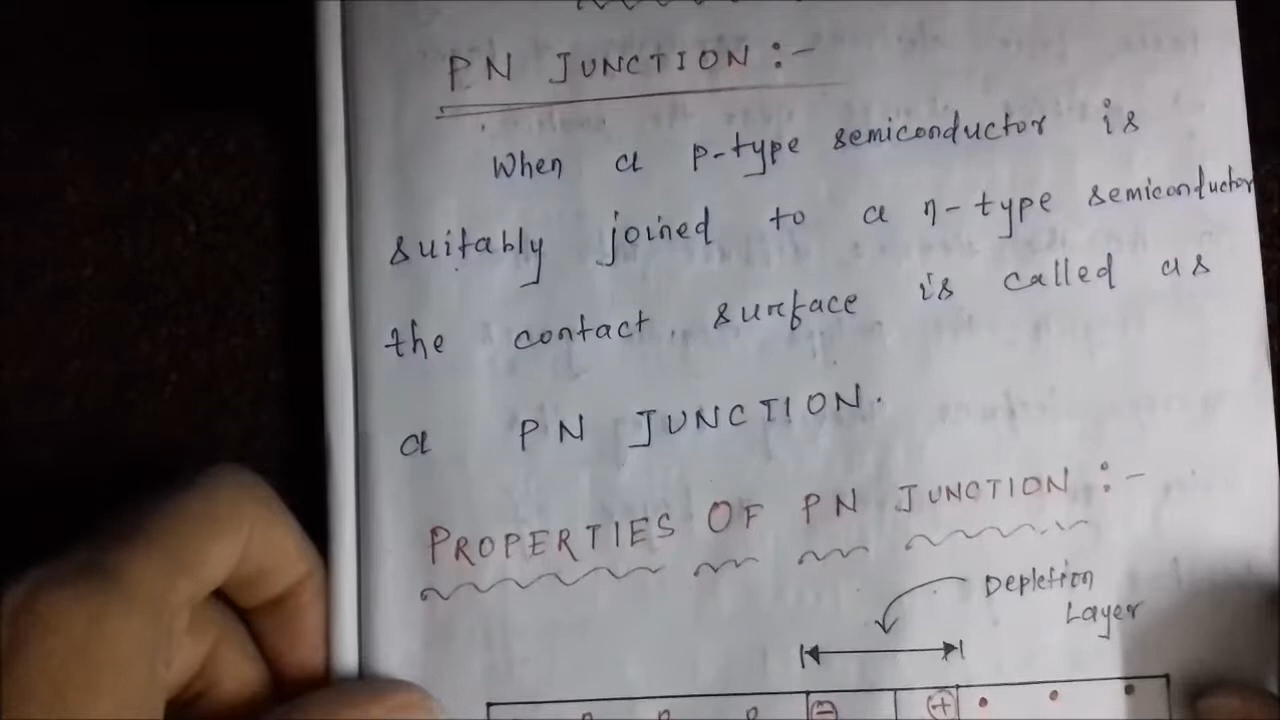 PN JUNCTION :-
When a p-type semiconductor is
suitably joined to a n-type semiconductor
the contact surface is called as
a PN JUNCTION.
PROPERTIES OF PN JUNCTION :-
Depletion
Layer